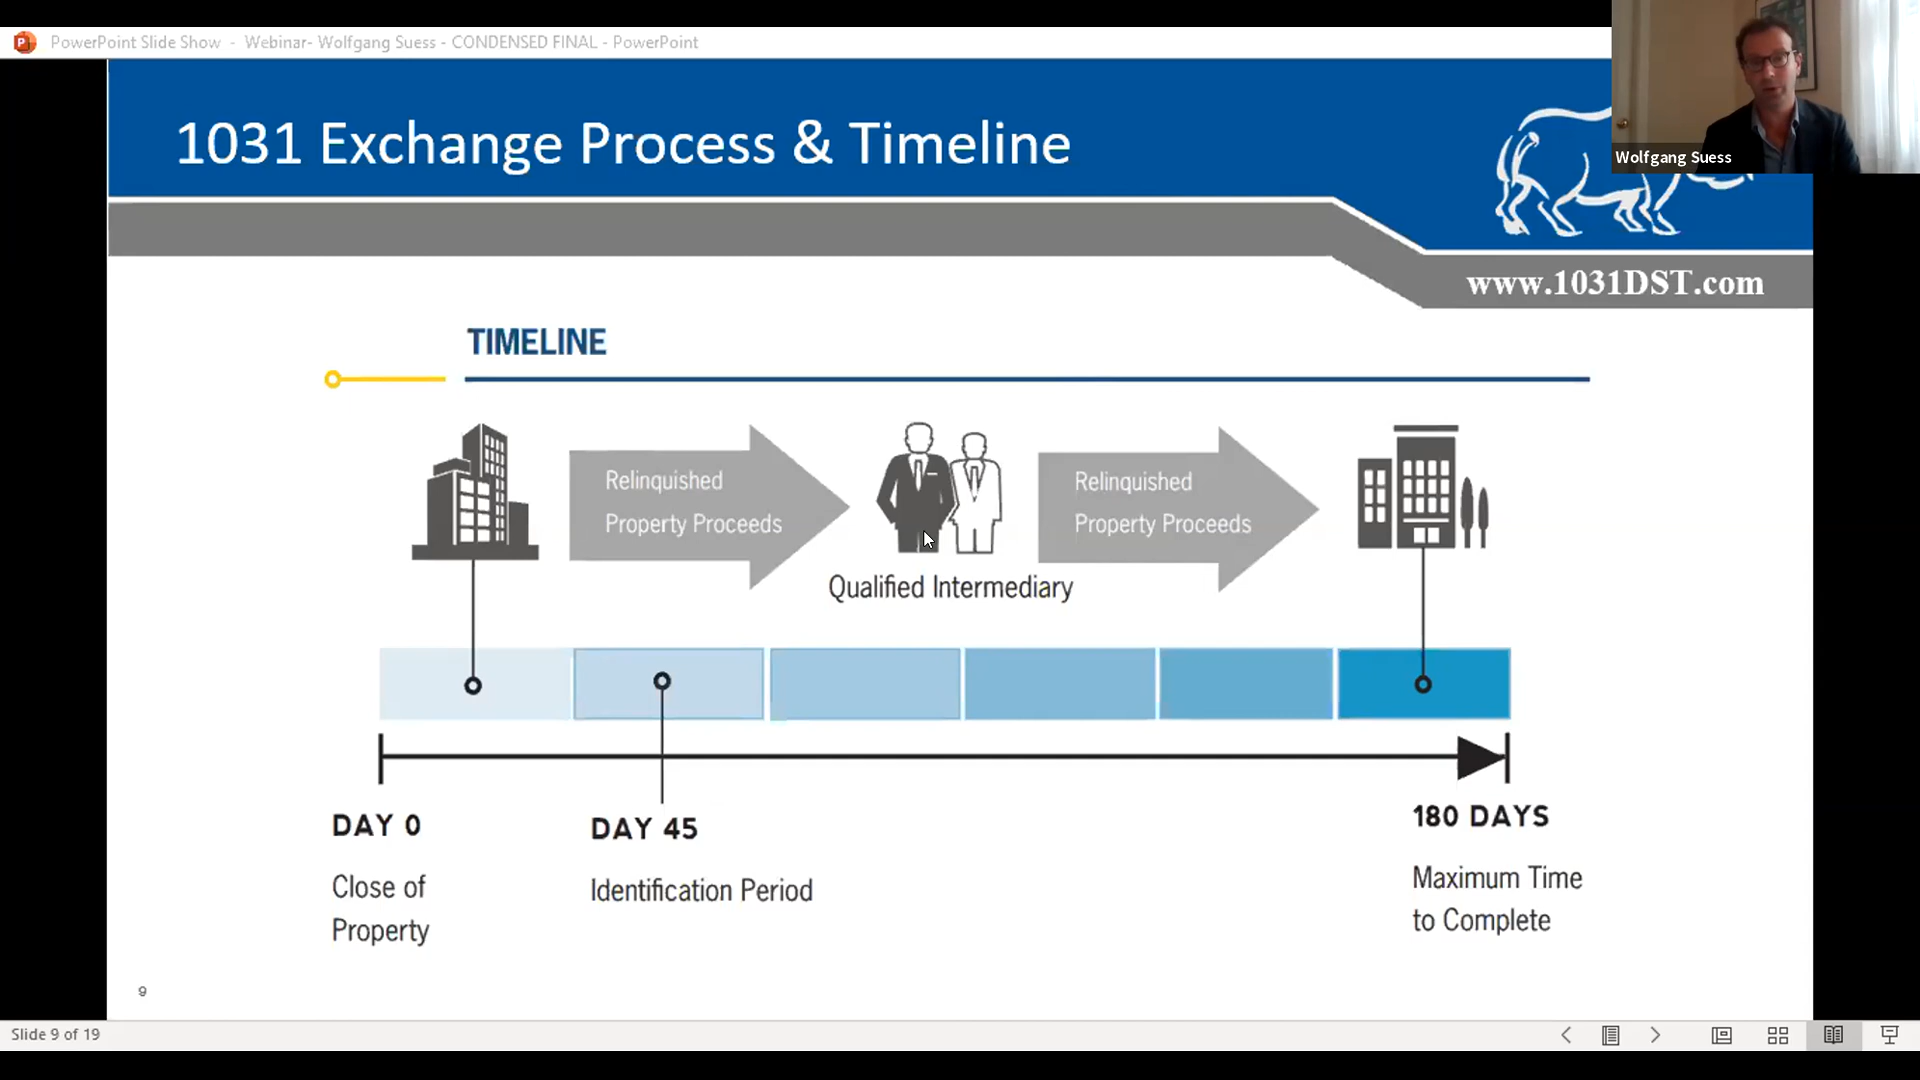 PowerPoint Slide Show - Webinar- Wolfgang Suess - CONDENSED FINAL - PowerPoint
Wolfgang Suess
1031 Exchange Process & Timeline
www.1031DST.com
TIMELINE
Relinquished
Property Proceeds
Qualified Intermediary
Relinquished
Property Proceeds
DAY 0
Close of
Property
DAY 45
Identification Period
180 DAYS
Maximum Time
to Complete
9
Slide 9 of 19